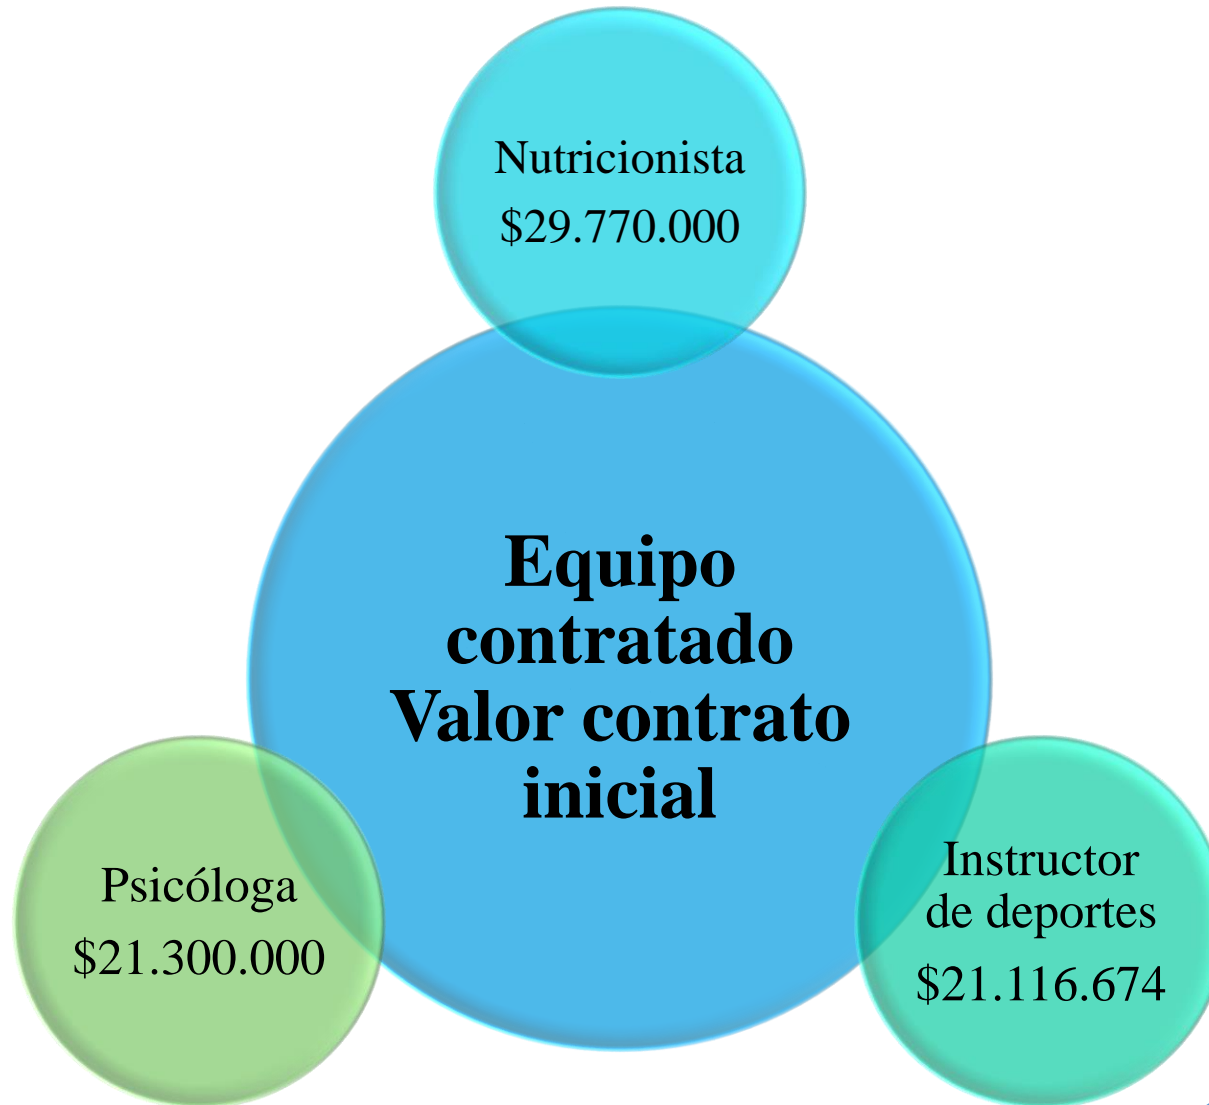 Nutricionista
$29.770.000
Equipo
contratado
Valor contrato
inicial
Psicóloga
$21.300.000
Instructor
de deportes
$21.116.674